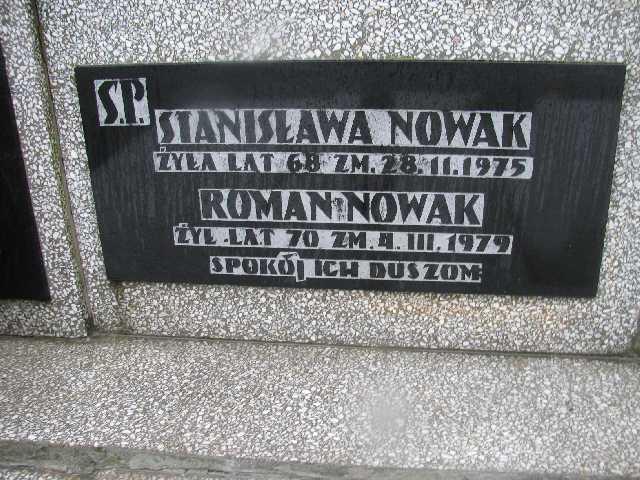 Ś.P.
STANISŁAWA NOWAK
ŻYŁA LAT 68 ZM. 28.II.1975
ROMAN NOWAK
ŻYŁ LAT 70 ZM. 4.III.1979
SPOKÓJ ICH DUSZOM